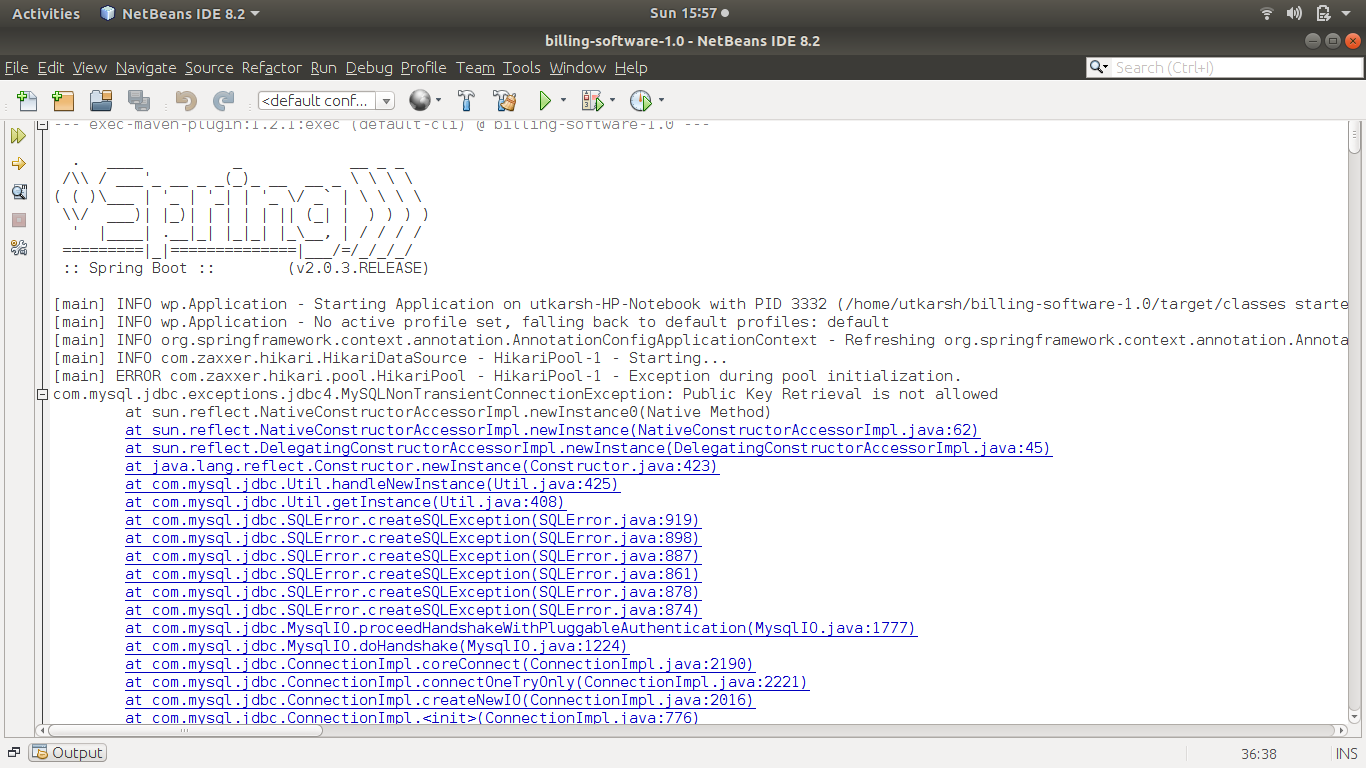 Activities NetBeans IDE 8.2 Sun 15:57
billing-software-1.0 - NetBeans IDE 8.2
File Edit View Navigate Source Refactor Run Debug Profile Team Tools Window Help Search (Ctrl+I)
<default conf...
--- exec-maven-plugin:1.2.1:exec (default-cli) @ billing-software-1.0 ---
  .   ____          _            __ _ _
 /\\ / ___'_ __ _ _(_)_ __  __ _ \ \ \ \
( ( )\___ | '_ | '_| | '_ \/ _` | \ \ \ \
 \\/  ___)| |_)| | | | | || (_| |  ) ) ) )
  '  |____| .__|_| |_|_| |_\__, | / / / /
 =========|_|==============|___/=/_/_/_/
 :: Spring Boot ::        (v2.0.3.RELEASE)
[main] INFO wp.Application - Starting Application on utkarsh-HP-Notebook with PID 3332 (/home/utkarsh/billing-software-1.0/target/classes starte
[main] INFO wp.Application - No active profile set, falling back to default profiles: default
[main] INFO org.springframework.context.annotation.AnnotationConfigApplicationContext - Refreshing org.springframework.context.annotation.Annota
[main] INFO com.zaxxer.hikari.HikariDataSource - HikariPool-1 - Starting...
[main] ERROR com.zaxxer.hikari.pool.HikariPool - HikariPool-1 - Exception during pool initialization.
com.mysql.jdbc.exceptions.jdbc4.MySQLNonTransientConnectionException: Public Key Retrieval is not allowed
at sun.reflect.NativeConstructorAccessorImpl.newInstance0(Native Method)
at sun.reflect.NativeConstructorAccessorImpl.newInstance(NativeConstructorAccessorImpl.java:62)
at sun.reflect.DelegatingConstructorAccessorImpl.newInstance(DelegatingConstructorAccessorImpl.java:45)
at java.lang.reflect.Constructor.newInstance(Constructor.java:423)
at com.mysql.jdbc.Util.handleNewInstance(Util.java:425)
at com.mysql.jdbc.Util.getInstance(Util.java:408)
at com.mysql.jdbc.SQLError.createSQLException(SQLError.java:919)
at com.mysql.jdbc.SQLError.createSQLException(SQLError.java:898)
at com.mysql.jdbc.SQLError.createSQLException(SQLError.java:887)
at com.mysql.jdbc.SQLError.createSQLException(SQLError.java:861)
at com.mysql.jdbc.SQLError.createSQLException(SQLError.java:878)
at com.mysql.jdbc.SQLError.createSQLException(SQLError.java:874)
at com.mysql.jdbc.MysqlIO.proceedHandshakeWithPluggableAuthentication(MysqlIO.java:1777)
at com.mysql.jdbc.MysqlIO.doHandshake(MysqlIO.java:1224)
at com.mysql.jdbc.ConnectionImpl.coreConnect(ConnectionImpl.java:2190)
at com.mysql.jdbc.ConnectionImpl.connectOneTryOnly(ConnectionImpl.java:2221)
at com.mysql.jdbc.ConnectionImpl.createNewIO(ConnectionImpl.java:2016)
at com.mysql.jdbc.ConnectionImpl.<init>(ConnectionImpl.java:776)
Output 36:38 INS